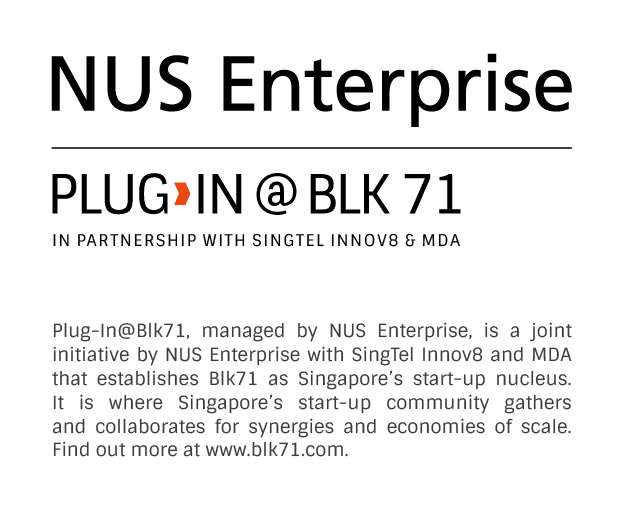 NUS Enterprise
PLUG IN @ BLK 71
IN PARTNERSHIP WITH SINGTEL INNOV8 & MDA
Plug-In@Blk71, managed by NUS Enterprise, is a joint
initiative by NUS Enterprise with SingTel Innov8 and MDA
that establishes Blk71 as Singapore’s start-up nucleus.
It is where Singapore’s start-up community gathers
and collaborates for synergies and economies of scale.
Find out more at www.blk71.com.